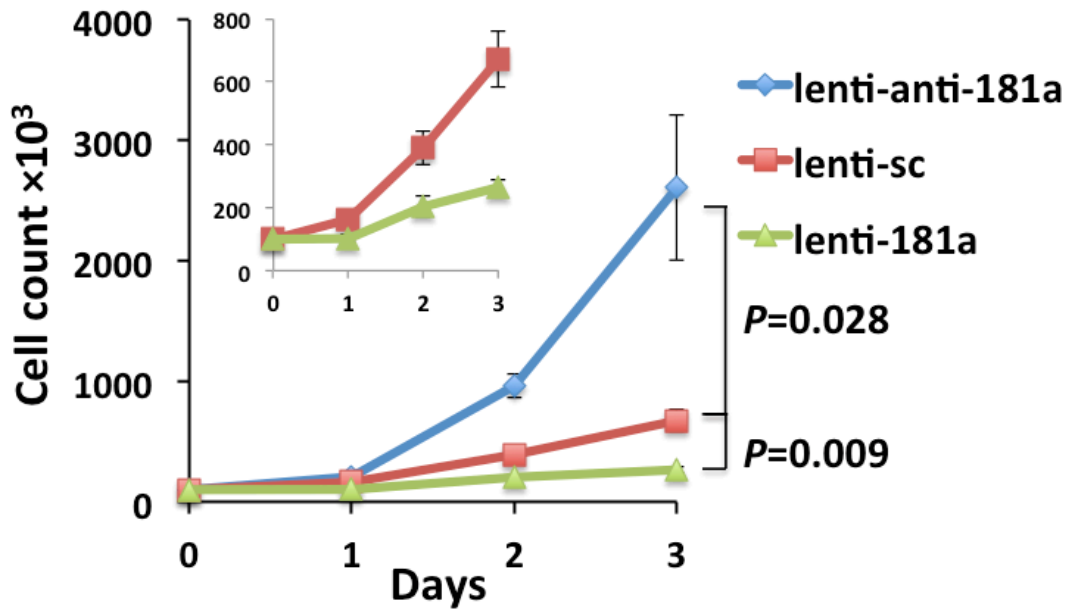 4000
3000
2000
1000
0
Cell count ×10³
0 1 2 3
Days
800
600
400
200
0
0 1 2 3
lenti-anti-181a
lenti-sc
lenti-181a
P=0.028
P=0.009